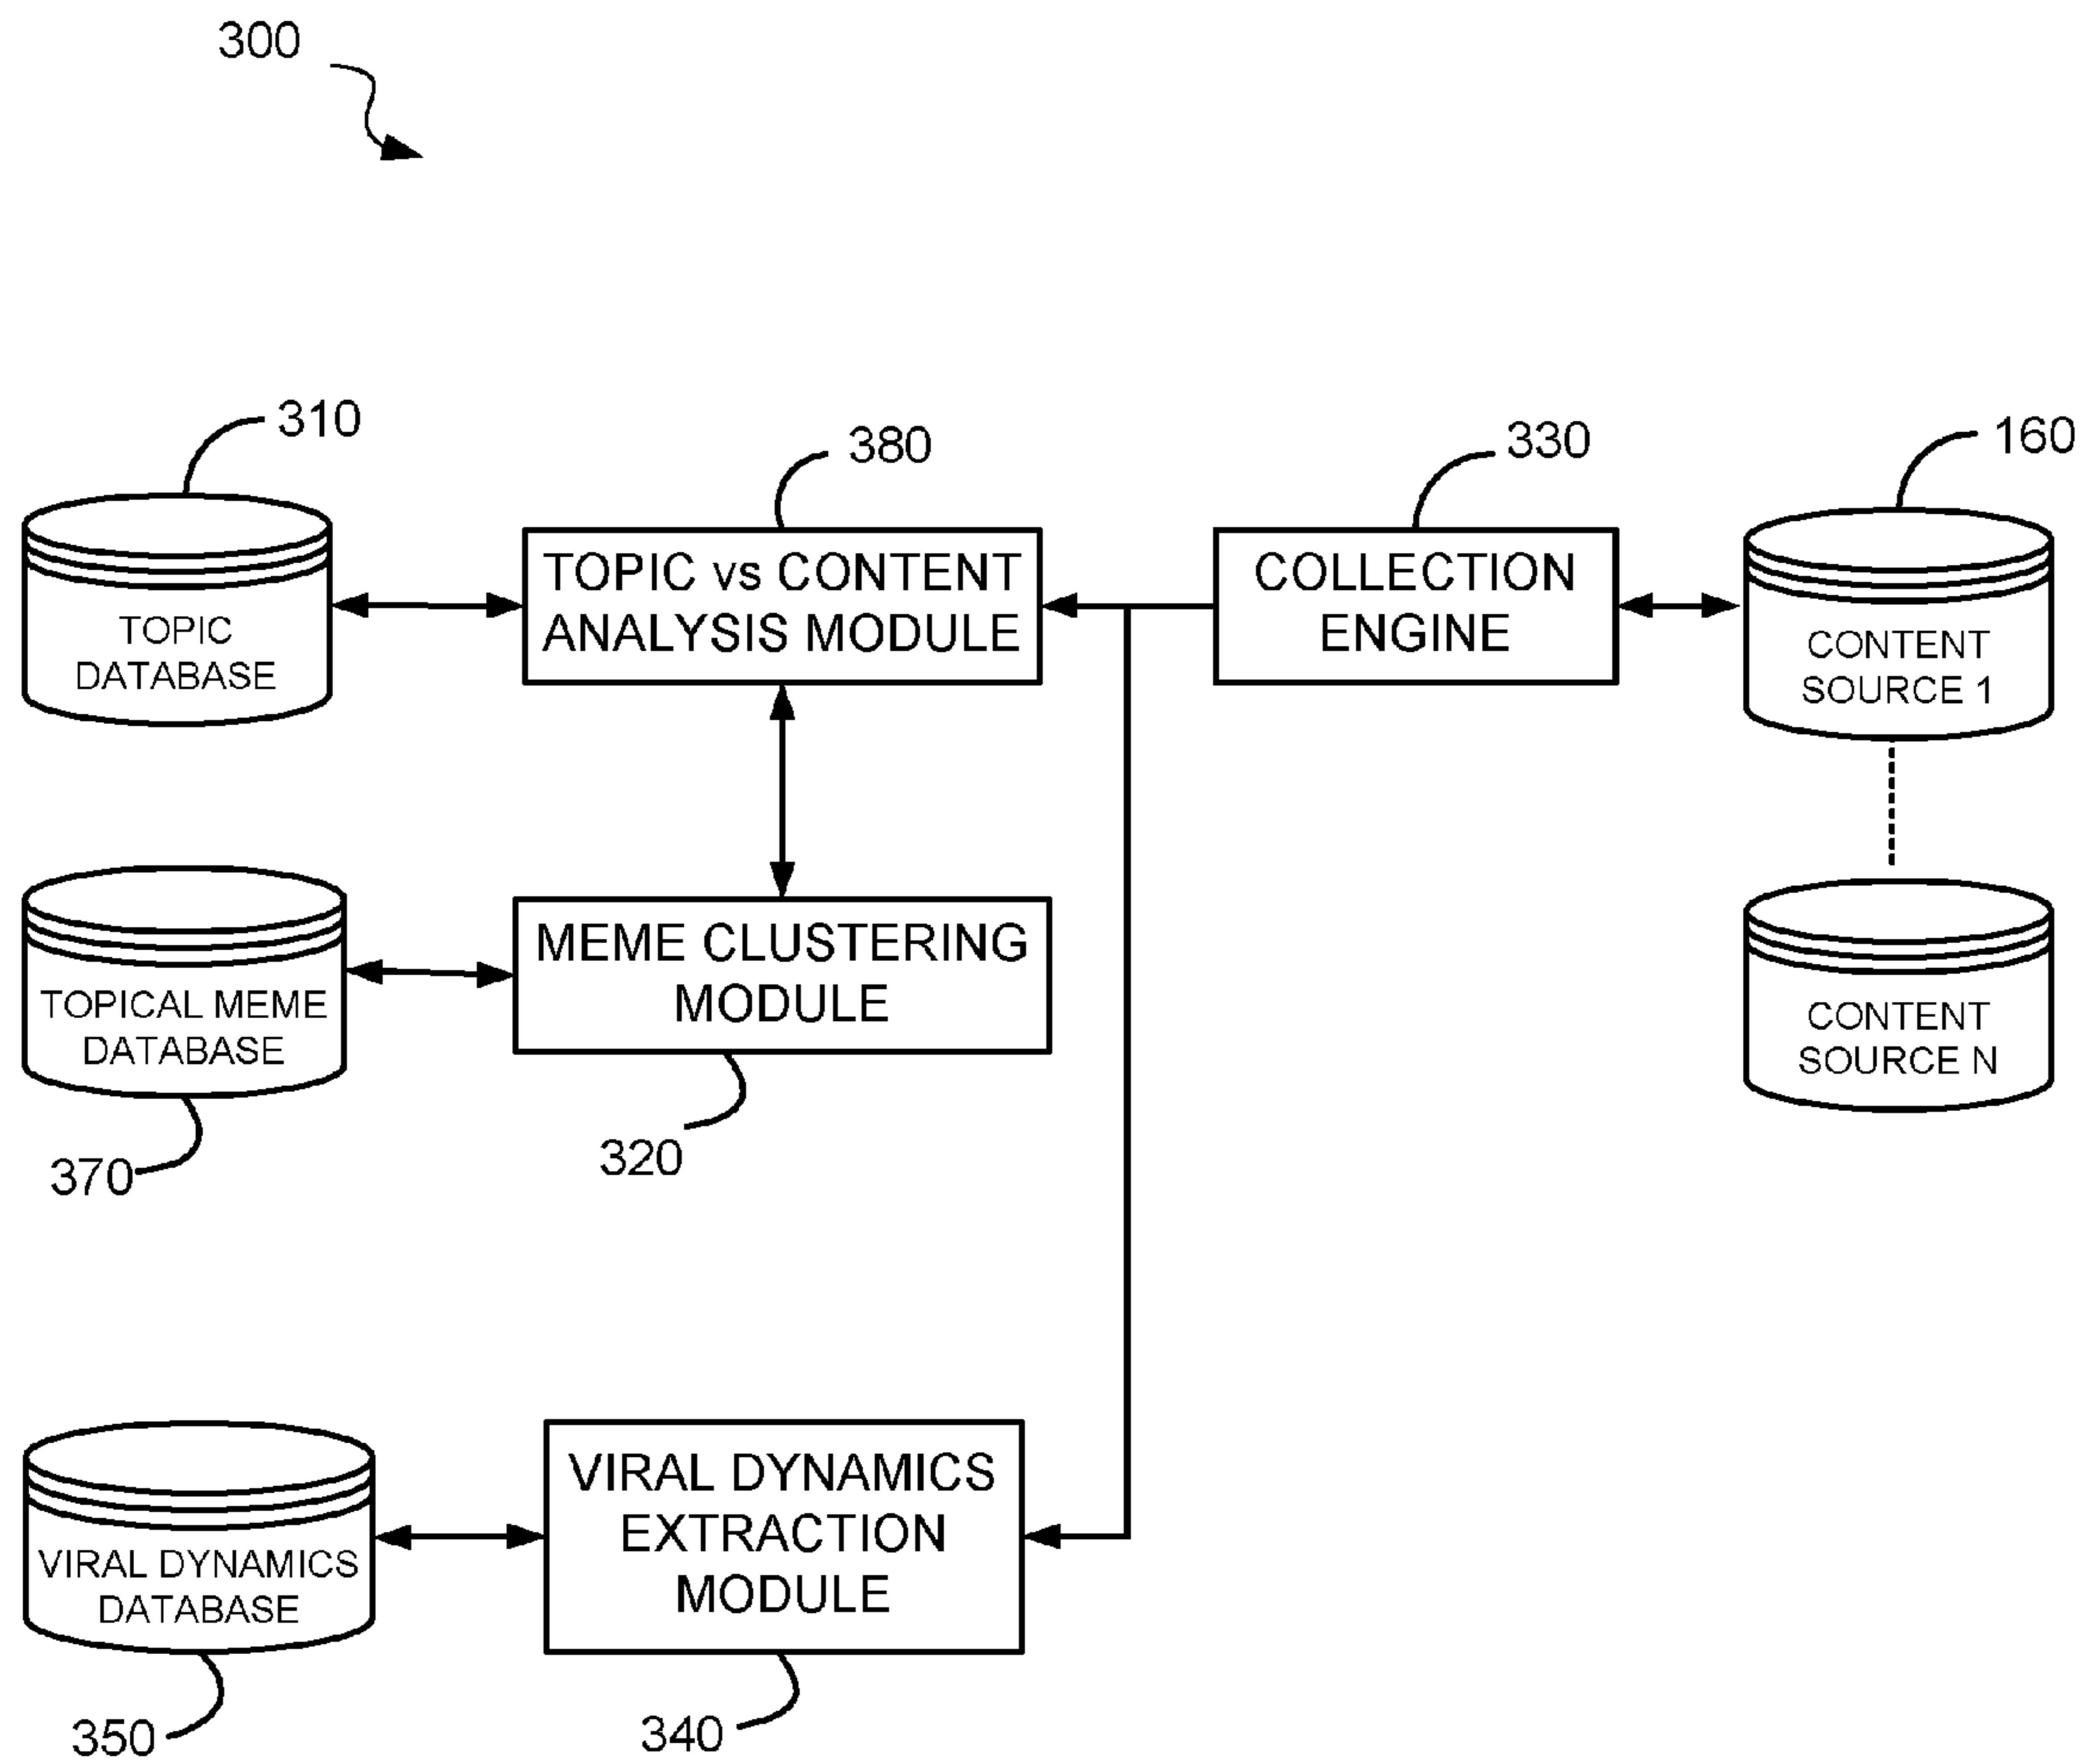 300
310
380
330
160
TOPIC
DATABASE
TOPIC vs CONTENT
ANALYSIS MODULE
COLLECTION
ENGINE
CONTENT
SOURCE 1
TOPICAL MEME
DATABASE
MEME CLUSTERING
MODULE
CONTENT
SOURCE N
370
320
VIRAL DYNAMICS
DATABASE
VIRAL DYNAMICS
EXTRACTION
MODULE
350
340